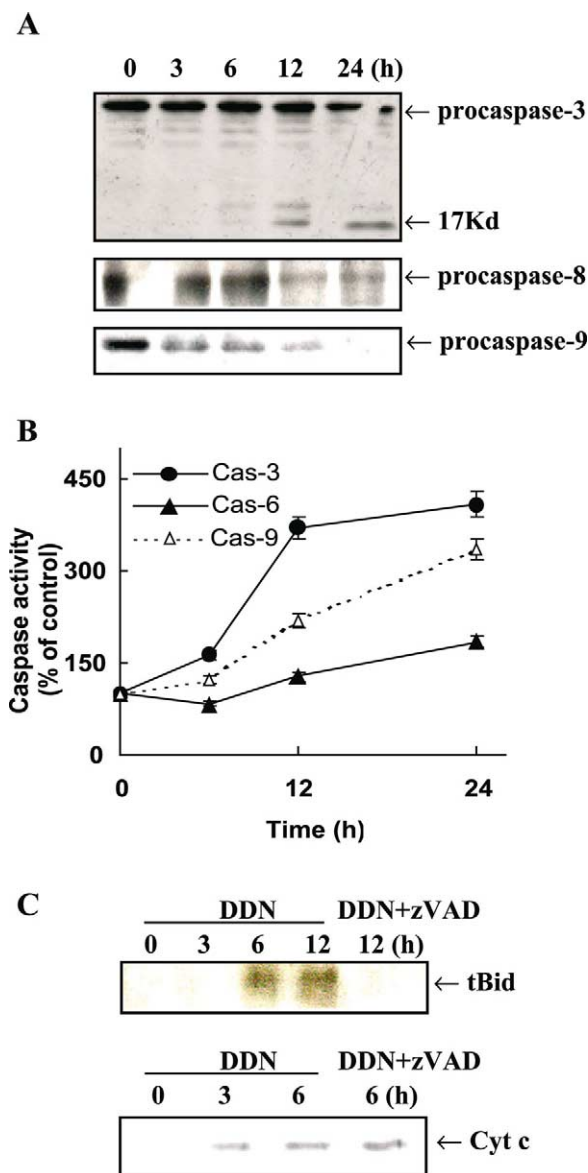 A
0 3 6 12 24 (h)
← procaspase-3
← 17Kd
← procaspase-8
← procaspase-9
B
450
300
150
0
Caspase activity
(% of control)
Cas-3
Cas-6
Cas-9
0 12 24
Time (h)
C
DDN DDN+zVAD
0 3 6 12 12 (h)
← tBid
DDN DDN+zVAD
0 3 6 6 (h)
← Cyt c